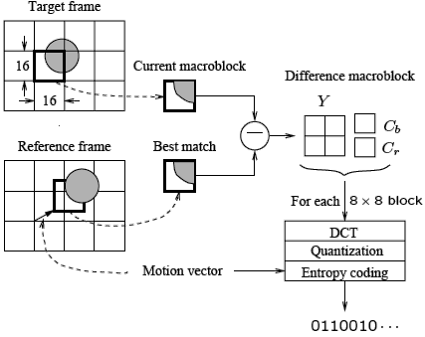 Target frame
16
16
Current macroblock
Difference macroblock
Y
C_b
C_r
Reference frame
Best match
For each 8 × 8 block
DCT
Quantization
Entropy coding
Motion vector
0110010···